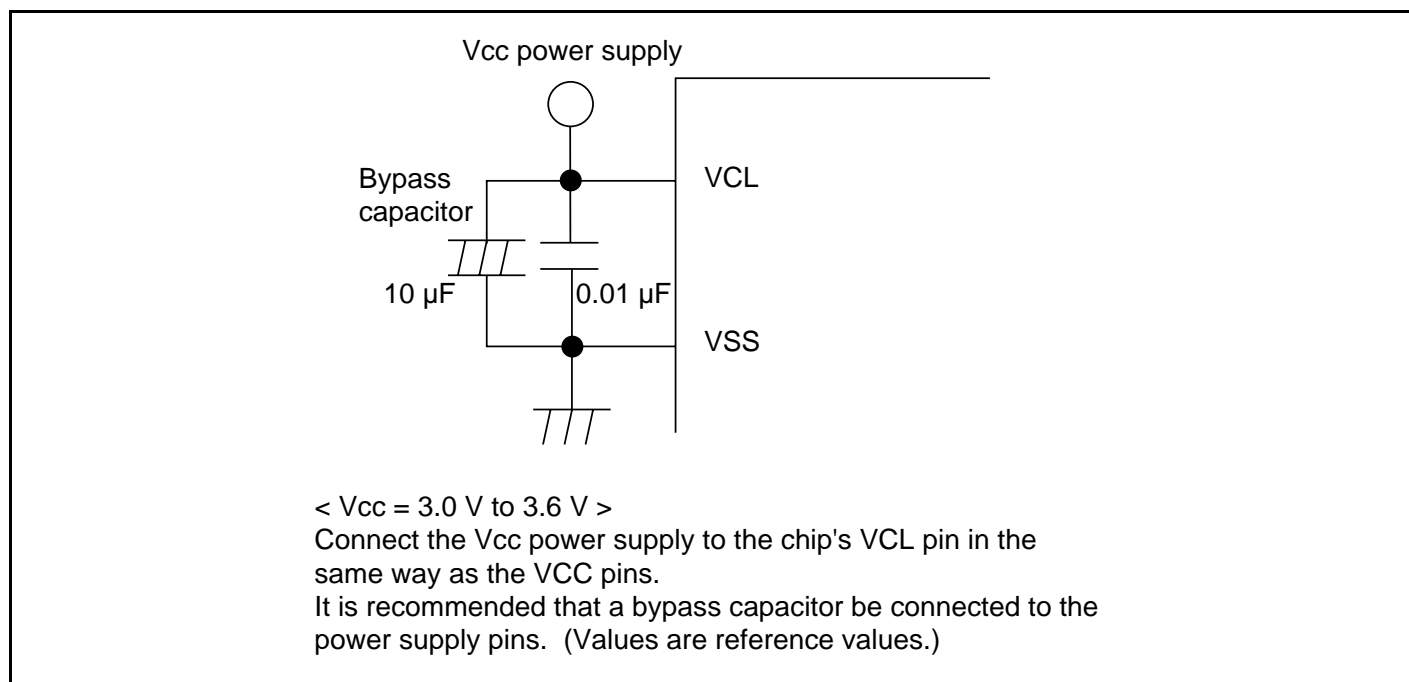 Vcc power supply
Bypass
capacitor
VCL
10 µF
0.01 µF
VSS
< Vcc = 3.0 V to 3.6 V >
Connect the Vcc power supply to the chip's VCL pin in the
same way as the VCC pins.
It is recommended that a bypass capacitor be connected to the
power supply pins.  (Values are reference values.)